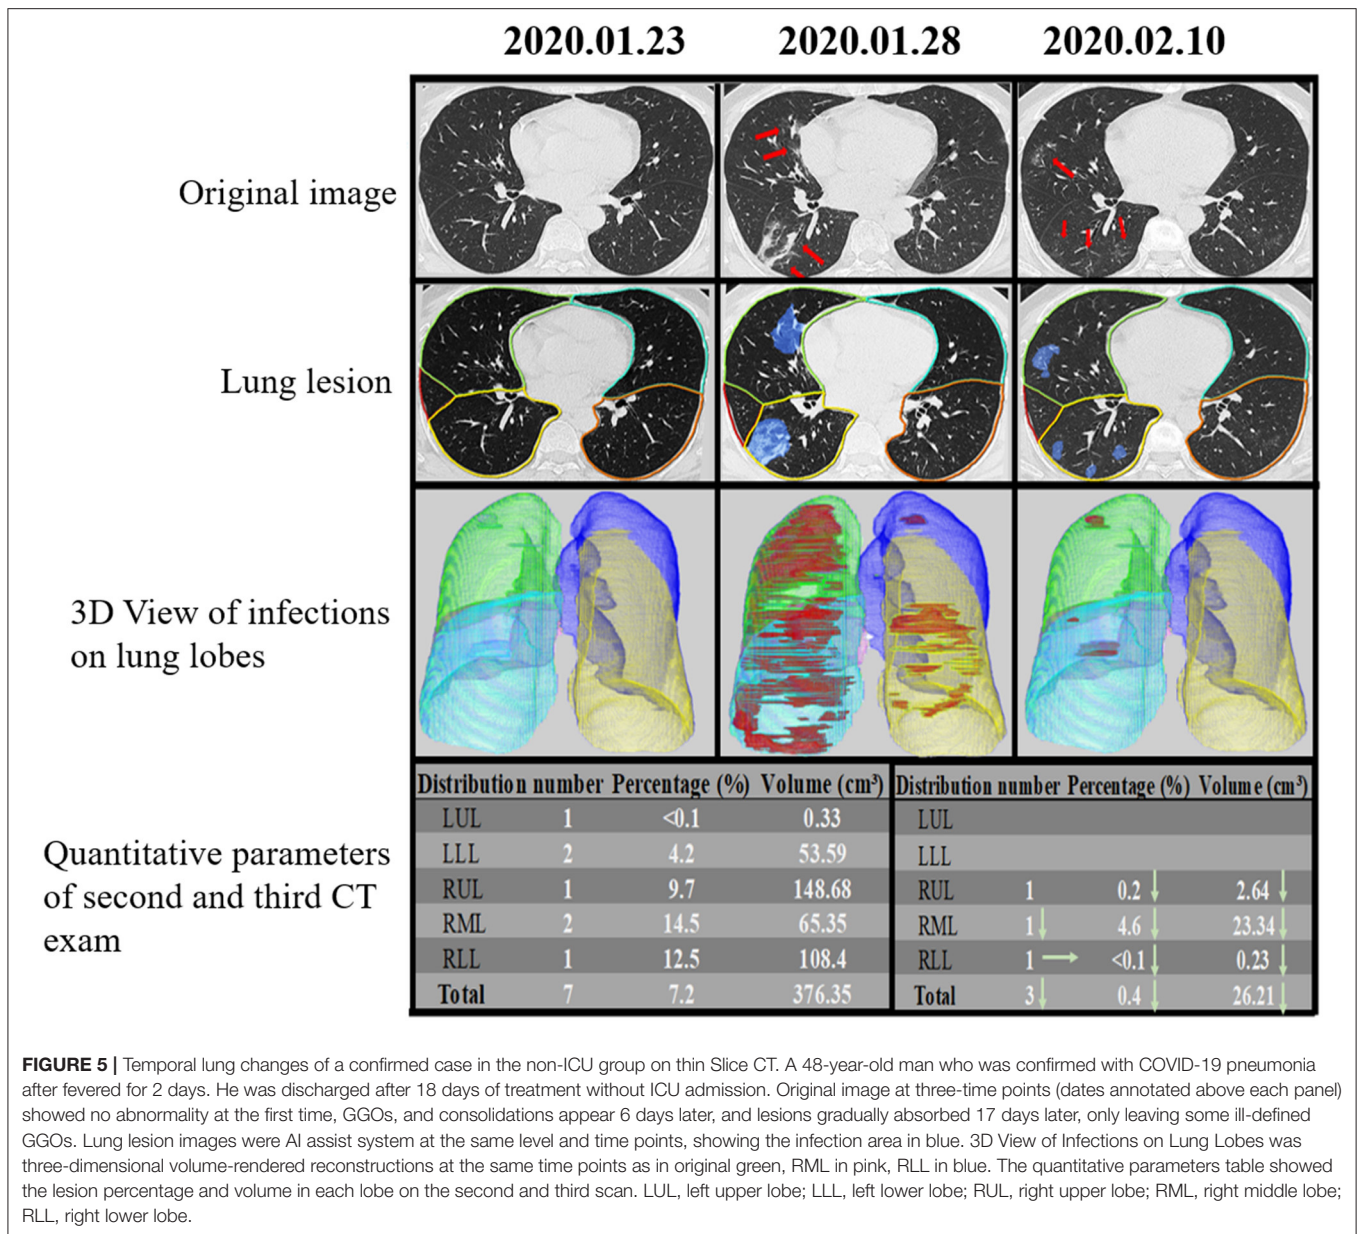 2020.01.23 2020.01.28 2020.02.10
Original image
Lung lesion
3D View of infections
on lung lobes
Quantitative parameters
of second and third CT
exam
Distribution number Percentage (%) Volume (cm³)
LUL 1 <0.1 0.33
LLL 2 4.2 53.59
RUL 1 9.7 148.68
RML 2 14.5 65.35
RLL 1 12.5 108.4
Total 7 7.2 376.35
Distribution number Percentage (%) Volume (cm³)
LUL
LLL
RUL 1 0.2 ↓ 2.64 ↓
RML 1 ↓ 4.6 ↓ 23.34 ↓
RLL 1 → <0.1 ↓ 0.23 ↓
Total 3 ↓ 0.4 ↓ 26.21 ↓
FIGURE 5 | Temporal lung changes of a confirmed case in the non-ICU group on thin Slice CT. A 48-year-old man who was confirmed with COVID-19 pneumonia
after fevered for 2 days. He was discharged after 18 days of treatment without ICU admission. Original image at three-time points (dates annotated above each panel)
showed no abnormality at the first time, GGOs, and consolidations appear 6 days later, and lesions gradually absorbed 17 days later, only leaving some ill-defined
GGOs. Lung lesion images were AI assist system at the same level and time points, showing the infection area in blue. 3D View of Infections on Lung Lobes was
three-dimensional volume-rendered reconstructions at the same time points as in original green, RML in pink, RLL in blue. The quantitative parameters table showed
the lesion percentage and volume in each lobe on the second and third scan. LUL, left upper lobe; LLL, left lower lobe; RUL, right upper lobe; RML, right middle lobe;
RLL, right lower lobe.